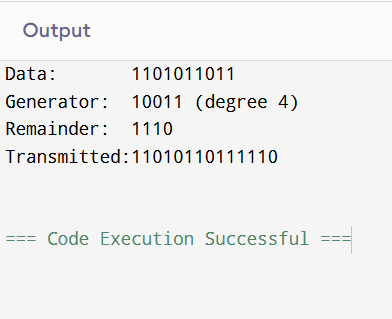 Output
Data:       1101011011
Generator:  10011 (degree 4)
Remainder:  1110
Transmitted:11010110111110
=== Code Execution Successful ===